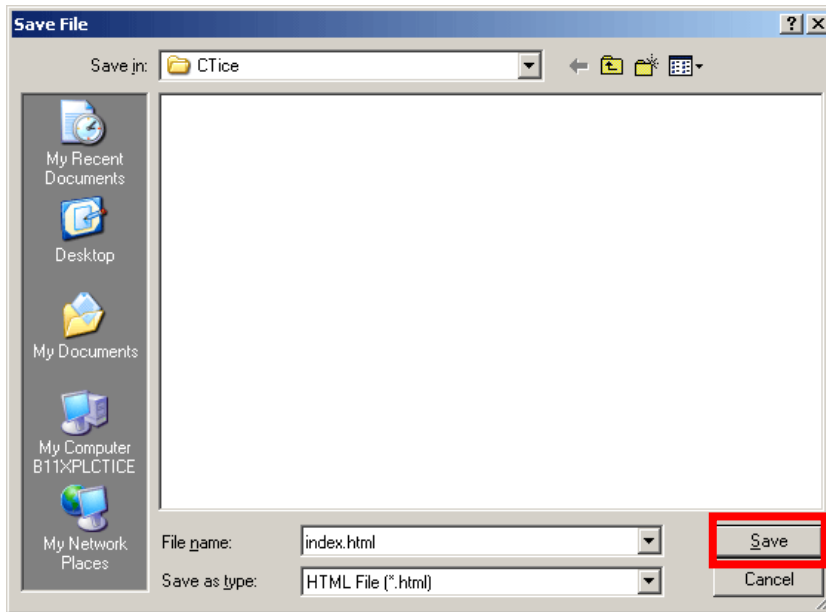 Save File
Save in: CTice
My Recent
Documents
Desktop
My Documents
My Computer
B11XPLCTICE
My Network
Places
File name: index.html Save
Save as type: HTML File (*.html) Cancel